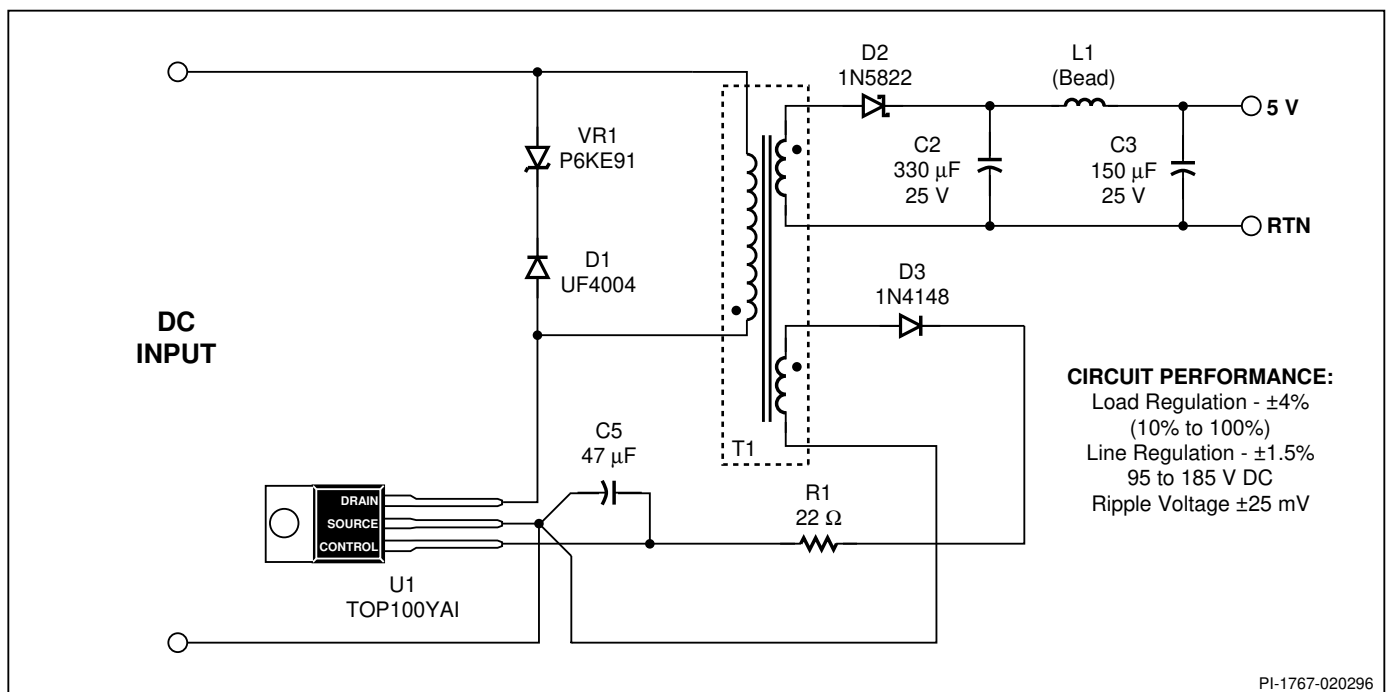 D2
1N5822
L1
(Bead)
5 V
VR1
P6KE91
C2
330 µF
25 V
C3
150 µF
25 V
RTN
D1
UF4004
D3
1N4148
DC
INPUT
CIRCUIT PERFORMANCE:
Load Regulation - ±4%
(10% to 100%)
Line Regulation - ±1.5%
95 to 185 V DC
Ripple Voltage ±25 mV
T1
C5
47 µF
R1
22 Ω
DRAIN
SOURCE
CONTROL
U1
TOP100YAI
PI-1767-020296